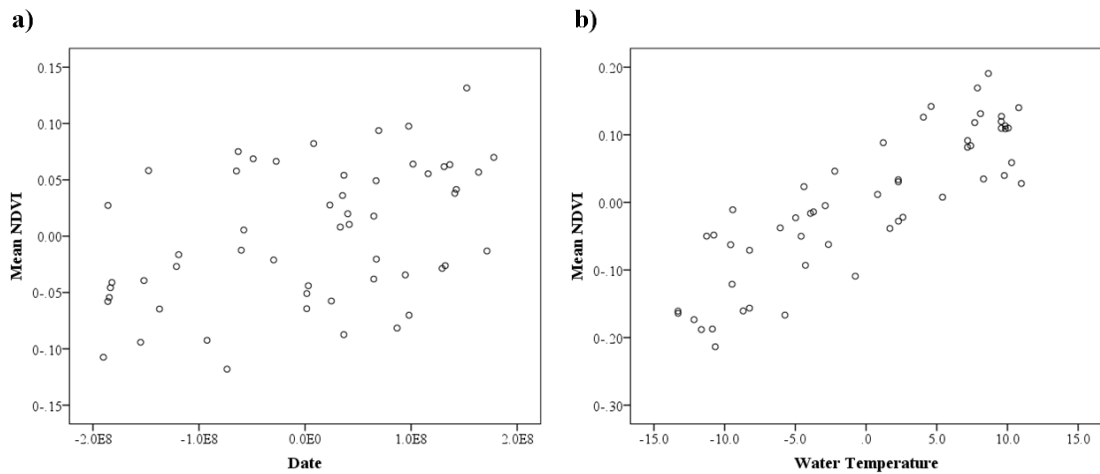 a)
0.15
0.10
0.05
0.00
0-.05
0-.10
0-.15
Mean NDVI
-2.0E8 -1.0E8 0.0E0 1.0E8 2.0E8
Date
b)
0.20
0.10
0.00
0-.10
0-.20
0-.30
Mean NDVI
-15.0 -10.0 -5.0 .0 5.0 10.0 15.0
Water Temperature